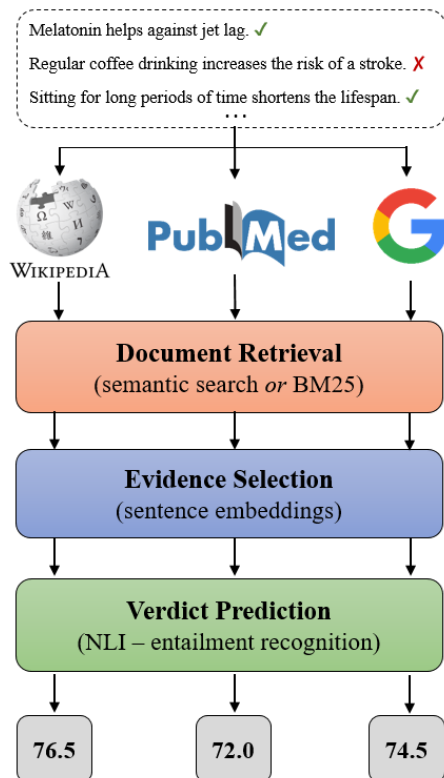 Melatonin helps against jet lag. ✓
Regular coffee drinking increases the risk of a stroke. ✗
Sitting for long periods of time shortens the lifespan. ✓
...
Ω W И
WIKIPEDIA
PubMed
G
Document Retrieval
(semantic search or BM25)
Evidence Selection
(sentence embeddings)
Verdict Prediction
(NLI – entailment recognition)
76.5 72.0 74.5